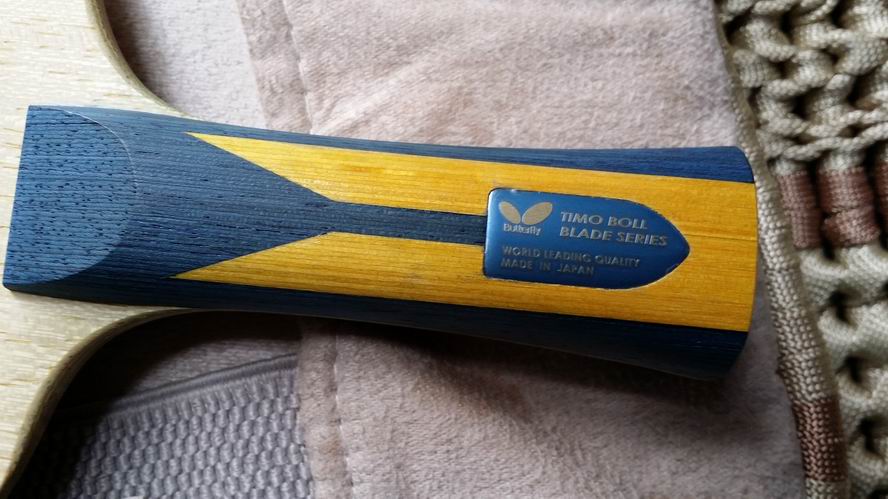 Butterfly
TIMO BOLL
BLADE SERIES
WORLD LEADING QUALITY
MADE IN JAPAN